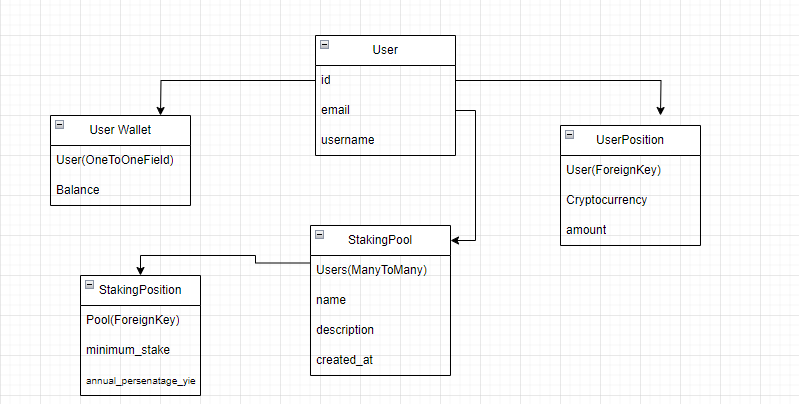 User
id
email
username
User Wallet
User(OneToOneField)
Balance
UserPosition
User(ForeignKey)
Cryptocurrency
amount
StakingPool
Users(ManyToMany)
name
description
created_at
StakingPosition
Pool(ForeignKey)
minimum_stake
annual_persenatage_yie